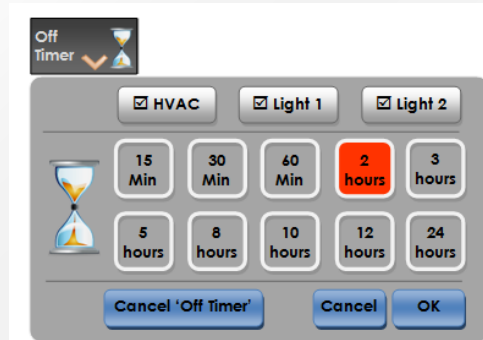 Off
Timer
☑ HVAC ☑ Light 1 ☑ Light 2
15 30 60 2 3
Min Min Min hours hours
5 8 10 12 24
hours hours hours hours hours
Cancel 'Off Timer' Cancel OK